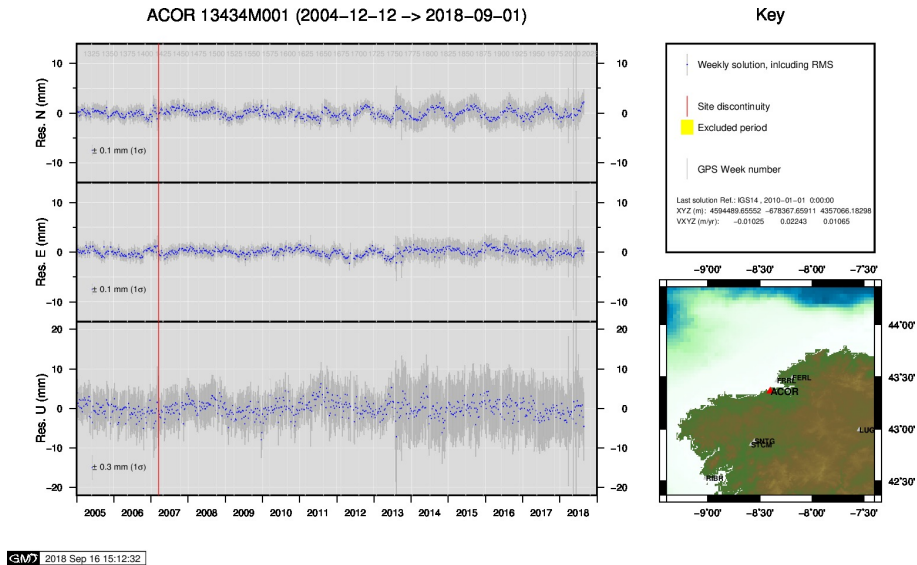 ACOR 13434M001 (2004−12−12 -> 2018−09−01)
Key
Res. N (mm)
10
0
−10
10
0
−10
± 0.1 mm (1σ)
Res. E (mm)
10
0
−10
10
0
−10
± 0.1 mm (1σ)
Res. U (mm)
20
10
0
−10
−20
20
10
0
−10
−20
± 0.3 mm (1σ)
2005 2006 2007 2008 2009 2010 2011 2012 2013 2014 2015 2016 2017 2018
Weekly solution, inlcuding RMS
Site discontinuity
Excluded period
GPS Week number
Last solution Ref.: IGS14 , 2010−01−01 0:00:00
XYZ (m): 4594489.65552 −678367.65911 4357066.18298
VXYZ (m/yr): −0.01025 0.02243 0.01065
−9˚00' −8˚30' −8˚00' −7˚30'
44˚00'
43˚30'
43˚00'
42˚30'
FERL
ACOR
LUG
SNTG
STCM
RIBR
−9˚00' −8˚30' −8˚00' −7˚30'
GMT 2018 Sep 16 15:12:32